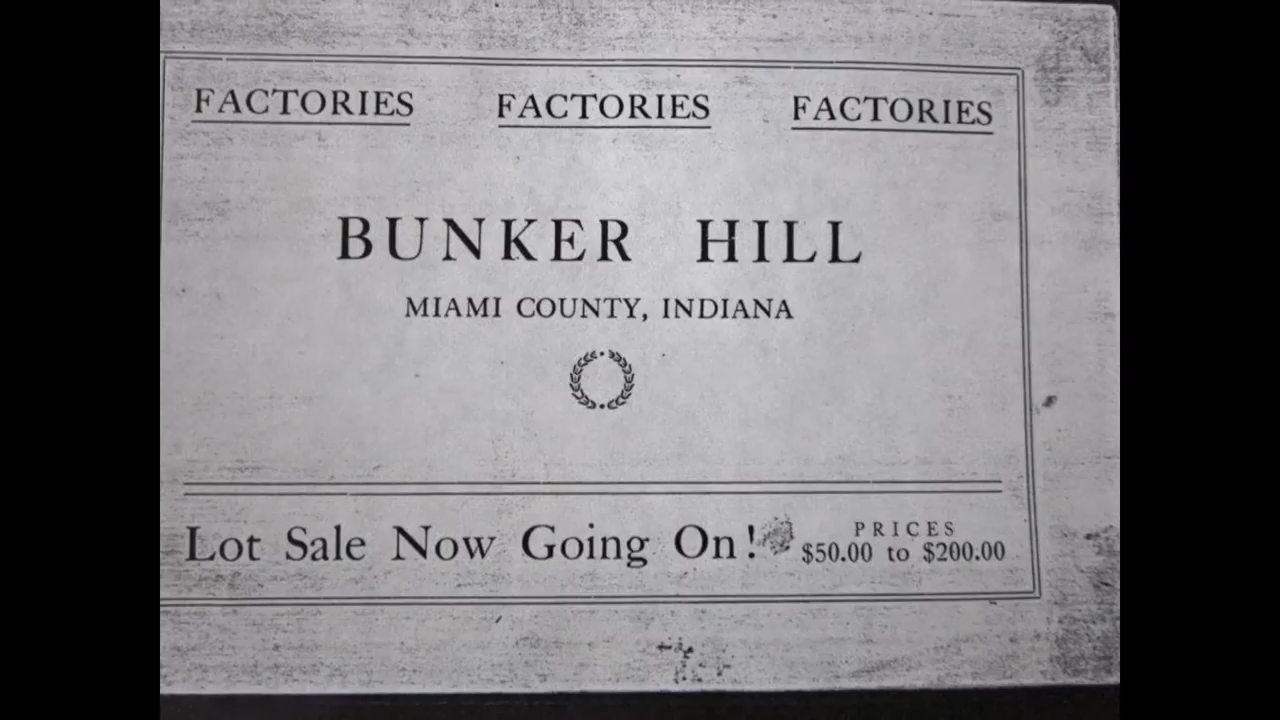 FACTORIES FACTORIES FACTORIES
BUNKER HILL
MIAMI COUNTY, INDIANA
Lot Sale Now Going On!
PRICES
$50.00 to $200.00